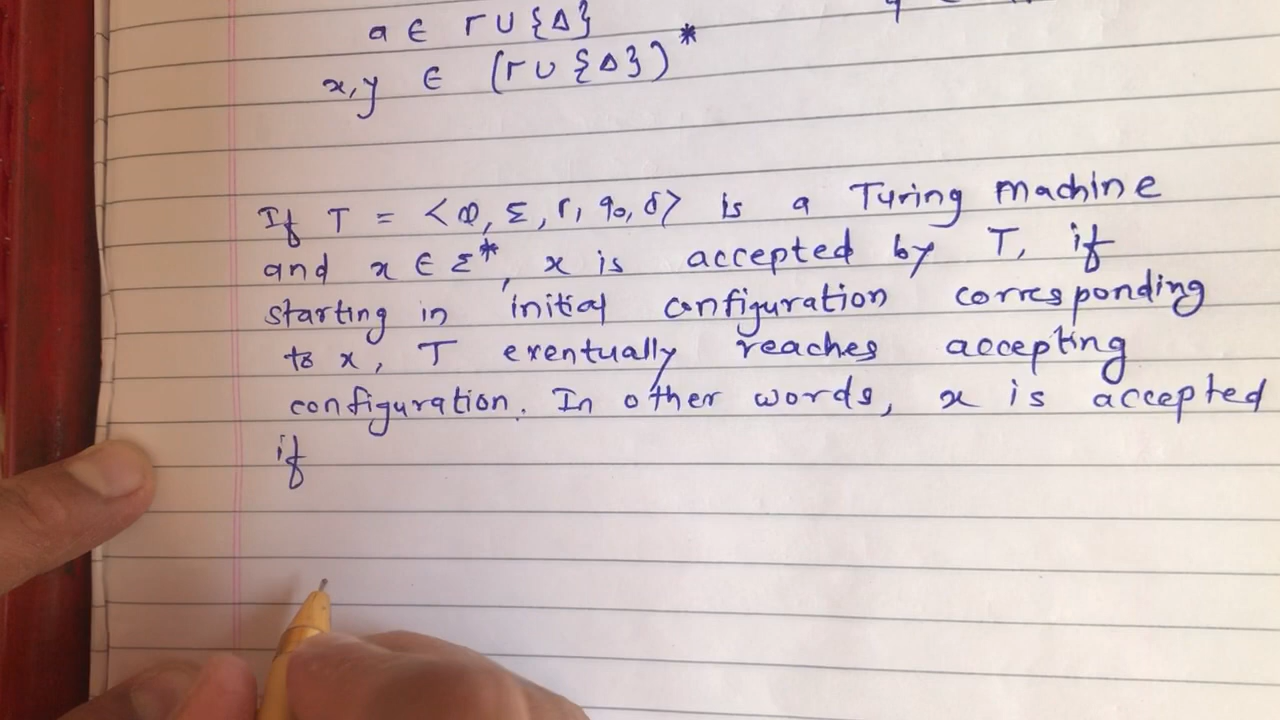 a ∈ Γ ∪ {Δ}
x, y ∈ (Γ ∪ {Δ})*
If T = <Q, Σ, Γ, q₀, δ> is a Turing machine
and x ∈ Σ*, x is accepted by T, if
starting in initial configuration corresponding
to x, T eventually reaches accepting
configuration. In other words, x is accepted
if